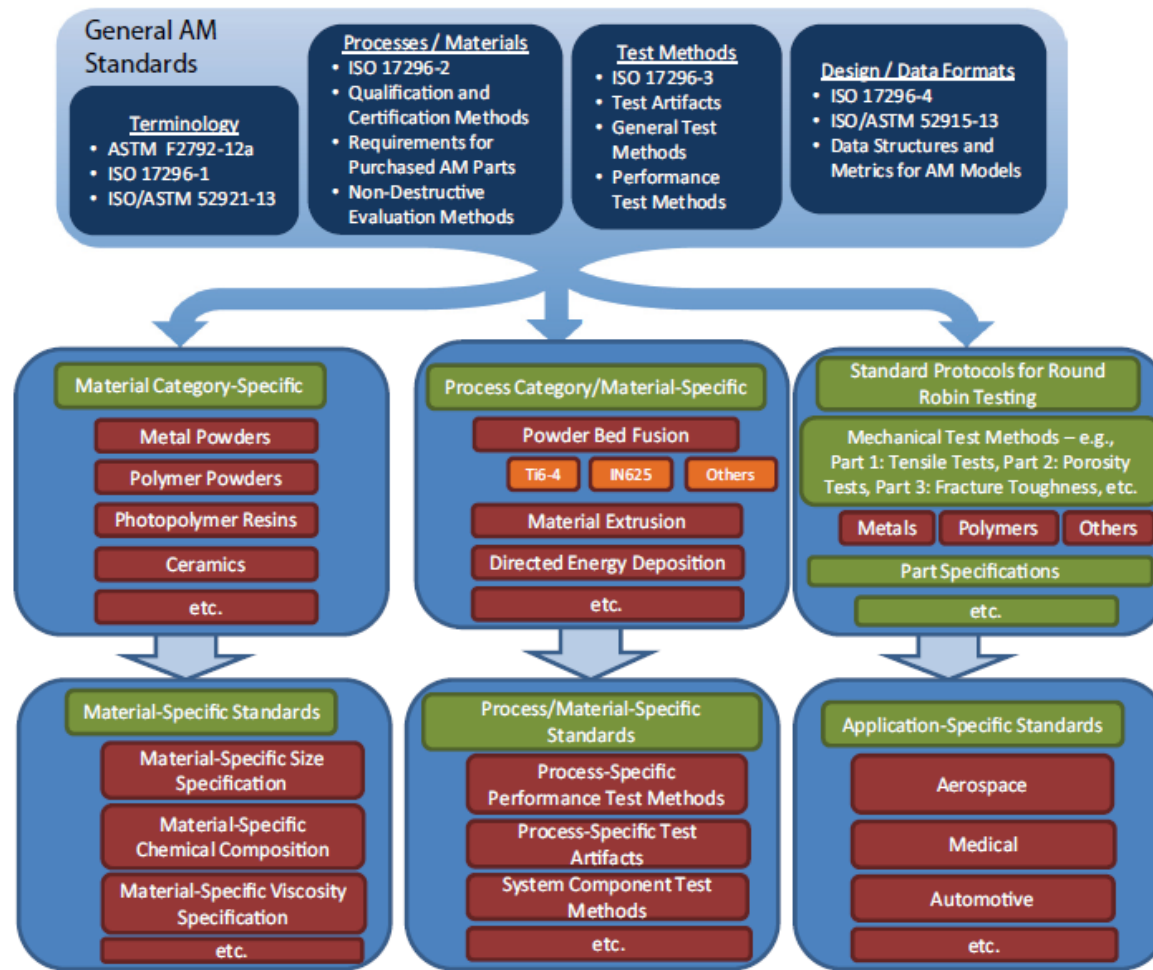 General AM
Standards
Terminology
• ASTM F2792-12a
• ISO 17296-1
• ISO/ASTM 52921-13
Processes / Materials
• ISO 17296-2
• Qualification and
Certification Methods
• Requirements for
Purchased AM Parts
• Non-Destructive
Evaluation Methods
Test Methods
• ISO 17296-3
• Test Artifacts
• General Test
Methods
• Performance
Test Methods
Design / Data Formats
• ISO 17296-4
• ISO/ASTM 52915-13
• Data Structures and
Metrics for AM Models
Material Category-Specific
Metal Powders
Polymer Powders
Photopolymer Resins
Ceramics
etc.
Process Category/Material-Specific
Powder Bed Fusion
Ti6-4
IN625
Others
Material Extrusion
Directed Energy Deposition
etc.
Standard Protocols for Round
Robin Testing
Mechanical Test Methods – e.g.,
Part 1: Tensile Tests, Part 2: Porosity
Tests, Part 3: Fracture Toughness, etc.
Metals
Polymers
Others
Part Specifications
etc.
Material-Specific Standards
Material-Specific Size
Specification
Material-Specific
Chemical Composition
Material-Specific Viscosity
Specification
etc.
Process/Material-Specific
Standards
Process-Specific
Performance Test Methods
Process-Specific Test
Artifacts
System Component Test
Methods
etc.
Application-Specific Standards
Aerospace
Medical
Automotive
etc.